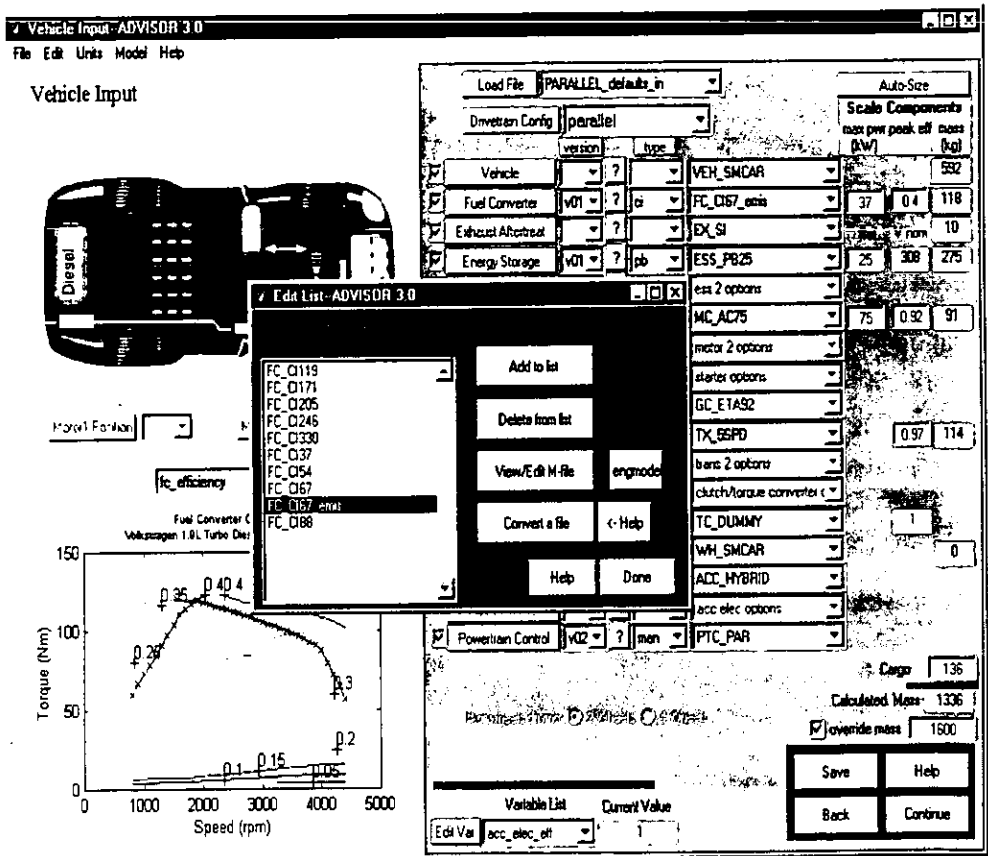 Vehicle Input--ADVISOR 3.0
File Edit Units Model Help
Vehicle Input
Load File PARALLEL_defaults_in
Auto-Size
Drivetrain Config parallel
Scale Components
max pwr peak eff mass
(kW) (kg)
version type
Vehicle ? VEH_SMCAR 592
Fuel Converter v01 ? ci FC_CI67_emis 37 0.4 118
Exhaust Aftertreat ? EX_SI 10
V nom
Energy Storage v01 ? pb ESS_PB25 25 308 275
ess 2 options
MC_AC75 75 0.92 91
motor 2 options
starter options
GC_ETA92
TX_5SPD 0.97 114
trans 2 options
clutch/torque converter
TC_DUMMY 1
WH_SMCAR 0
ACC_HYBRID
acc elec options
Powertrain Control v02 ? man PTC_PAR
Diesel
Edit List--ADVISOR 3.0
FC_CI119
FC_CI171
FC_CI205
FC_CI246
FC_CI330
FC_CI37
FC_CI54
FC_CI67
FC_CI67_emis
FC_CI88
Add to list
Delete from list
View/Edit M-file engmodel
Convert a file <- Help
Help Done
Motor1 Position
fc_efficiency
Fuel Converter
Volkswagen 1.9L Turbo Dies
150
100
50
0
Torque (Nm)
0.35 0.4 0.4
0.3
0.2
0.1 0.15 0.05
0 1000 2000 3000 4000 5000
Speed (rpm)
Cargo 136
Calculated Mass 1336
override mass 1600
Variable List Current Value
Edit Var acc_elec_eff 1
Save Help
Back Continue